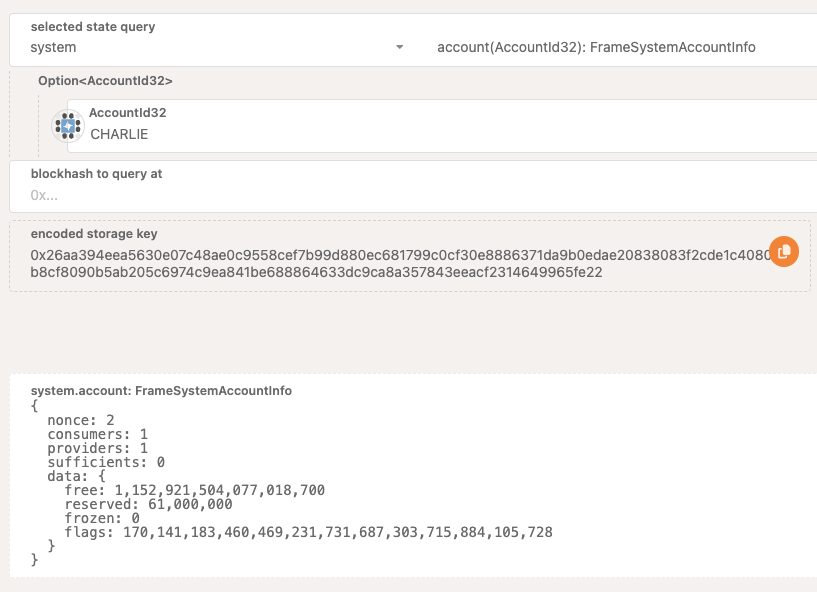 selected state query
system account(AccountId32): FrameSystemAccountInfo
Option<AccountId32>
AccountId32
CHARLIE
blockhash to query at
0x...
encoded storage key
0x26aa394eea5630e07c48ae0c9558cef7b99d880ec681799c0cf30e8886371da9b0edae20838083f2cde1c4080
b8cf8090b5ab205c6974c9ea841be688864633dc9ca8a357843eeacf2314649965fe22
system.account: FrameSystemAccountInfo
{
  nonce: 2
  consumers: 1
  providers: 1
  sufficients: 0
  data: {
    free: 1,152,921,504,077,018,700
    reserved: 61,000,000
    frozen: 0
    flags: 170,141,183,460,469,231,731,687,303,715,884,105,728
  }
}